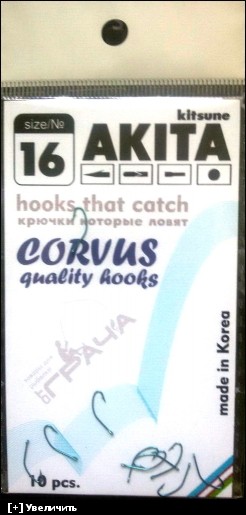 kitsune
size/№
16
AKITA
hooks that catch
крючки которые ловят
CORVUS
quality hooks
ГРАЧА
made in Korea
10 pcs.
[+] Увеличить